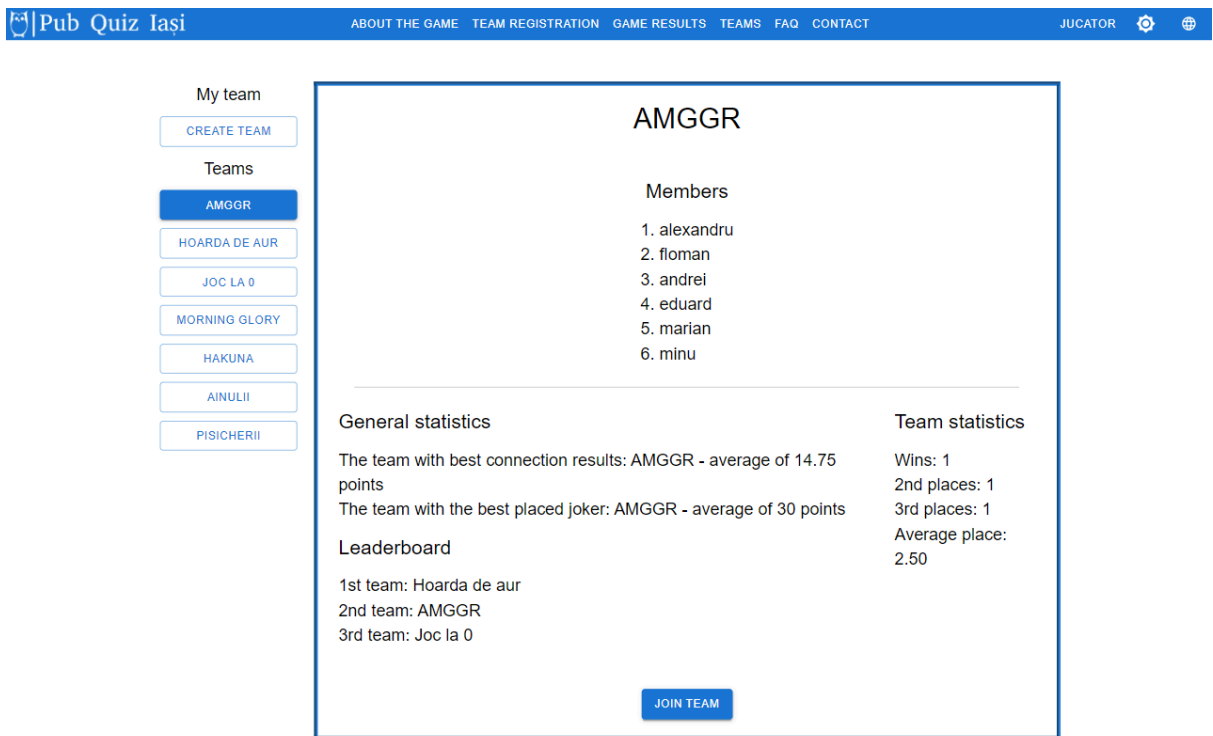 Pub Quiz Iași
ABOUT THE GAME TEAM REGISTRATION GAME RESULTS TEAMS FAQ CONTACT
JUCATOR
My team
CREATE TEAM
Teams
AMGGR
HOARDA DE AUR
JOC LA 0
MORNING GLORY
HAKUNA
AINULII
PISICHERII
AMGGR
Members
1. alexandru
2. floman
3. andrei
4. eduard
5. marian
6. minu
General statistics
The team with best connection results: AMGGR - average of 14.75
points
The team with the best placed joker: AMGGR - average of 30 points
Leaderboard
1st team: Hoarda de aur
2nd team: AMGGR
3rd team: Joc la 0
Team statistics
Wins: 1
2nd places: 1
3rd places: 1
Average place:
2.50
JOIN TEAM